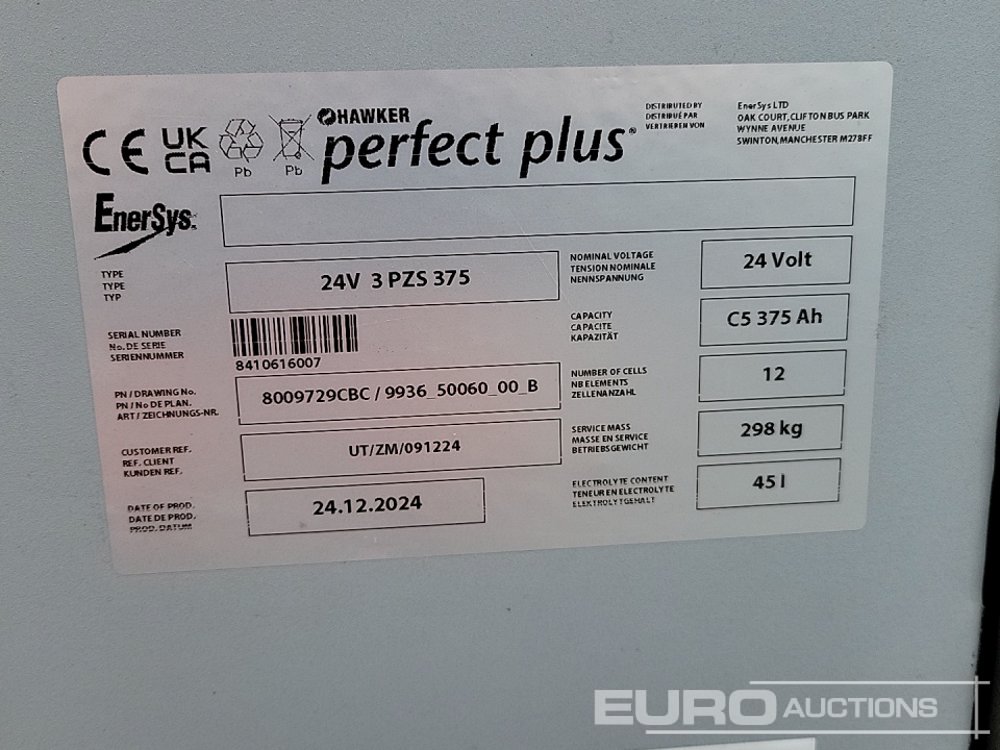 CE UK CA
Pb Pb
HAWKER
perfect plus®
DISTRIBUTED BY
DISTRIBUÉ PAR
VERTRIEBEN VON
EnerSys LTD
OAK COURT, CLIFTON BUS PARK
WYNNE AVENUE
SWINTON, MANCHESTER M278FF
EnerSys.
TYPE
TYPE
TYP
24V 3 PZS 375
NOMINAL VOLTAGE
TENSION NOMINALE
NENNSPANNUNG
24 Volt
SERIAL NUMBER
No. DE SERIE
SERIENNUMMER
8410616007
CAPACITY
CAPACITE
KAPAZITÄT
C5 375 Ah
PN / DRAWING No.
PN / No DE PLAN.
ART / ZEICHNUNGS-NR.
8009729CBC / 9936_50060_00_B
NUMBER OF CELLS
NB ELEMENTS
ZELLENANZAHL
12
CUSTOMER REF.
REF. CLIENT
KUNDEN REF.
UT/ZM/091224
SERVICE MASS
MASSE EN SERVICE
BETRIEBSGEWICHT
298 kg
DATE OF PROD.
DATE DE PROD.
PROD. DATUM
24.12.2024
ELECTROLYTE CONTENT
TENEUR EN ELECTROLYTE
ELEKTROLYTGEHALT
45 l
EURO AUCTIONS